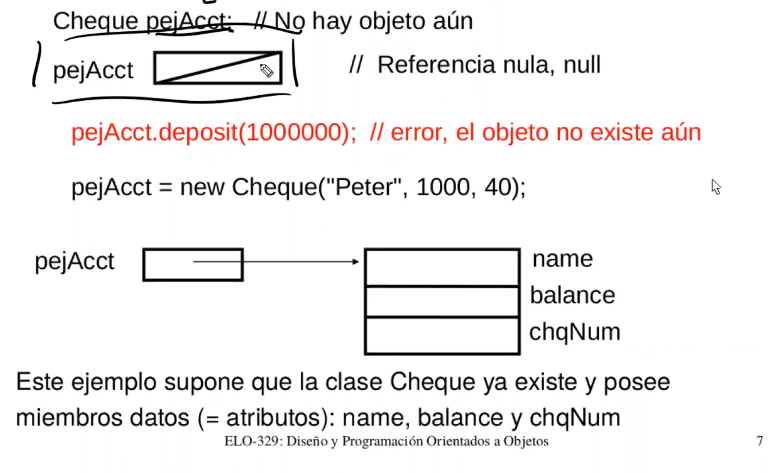 Cheque pejAcct; // No hay objeto aún
pejAcct // Referencia nula, null
pejAcct.deposit(1000000); // error, el objeto no existe aún
pejAcct = new Cheque("Peter", 1000, 40);
pejAcct name
balance
chqNum
Este ejemplo supone que la clase Cheque ya existe y posee
miembros datos (= atributos): name, balance y chqNum
ELO-329: Diseño y Programación Orientados a Objetos 7